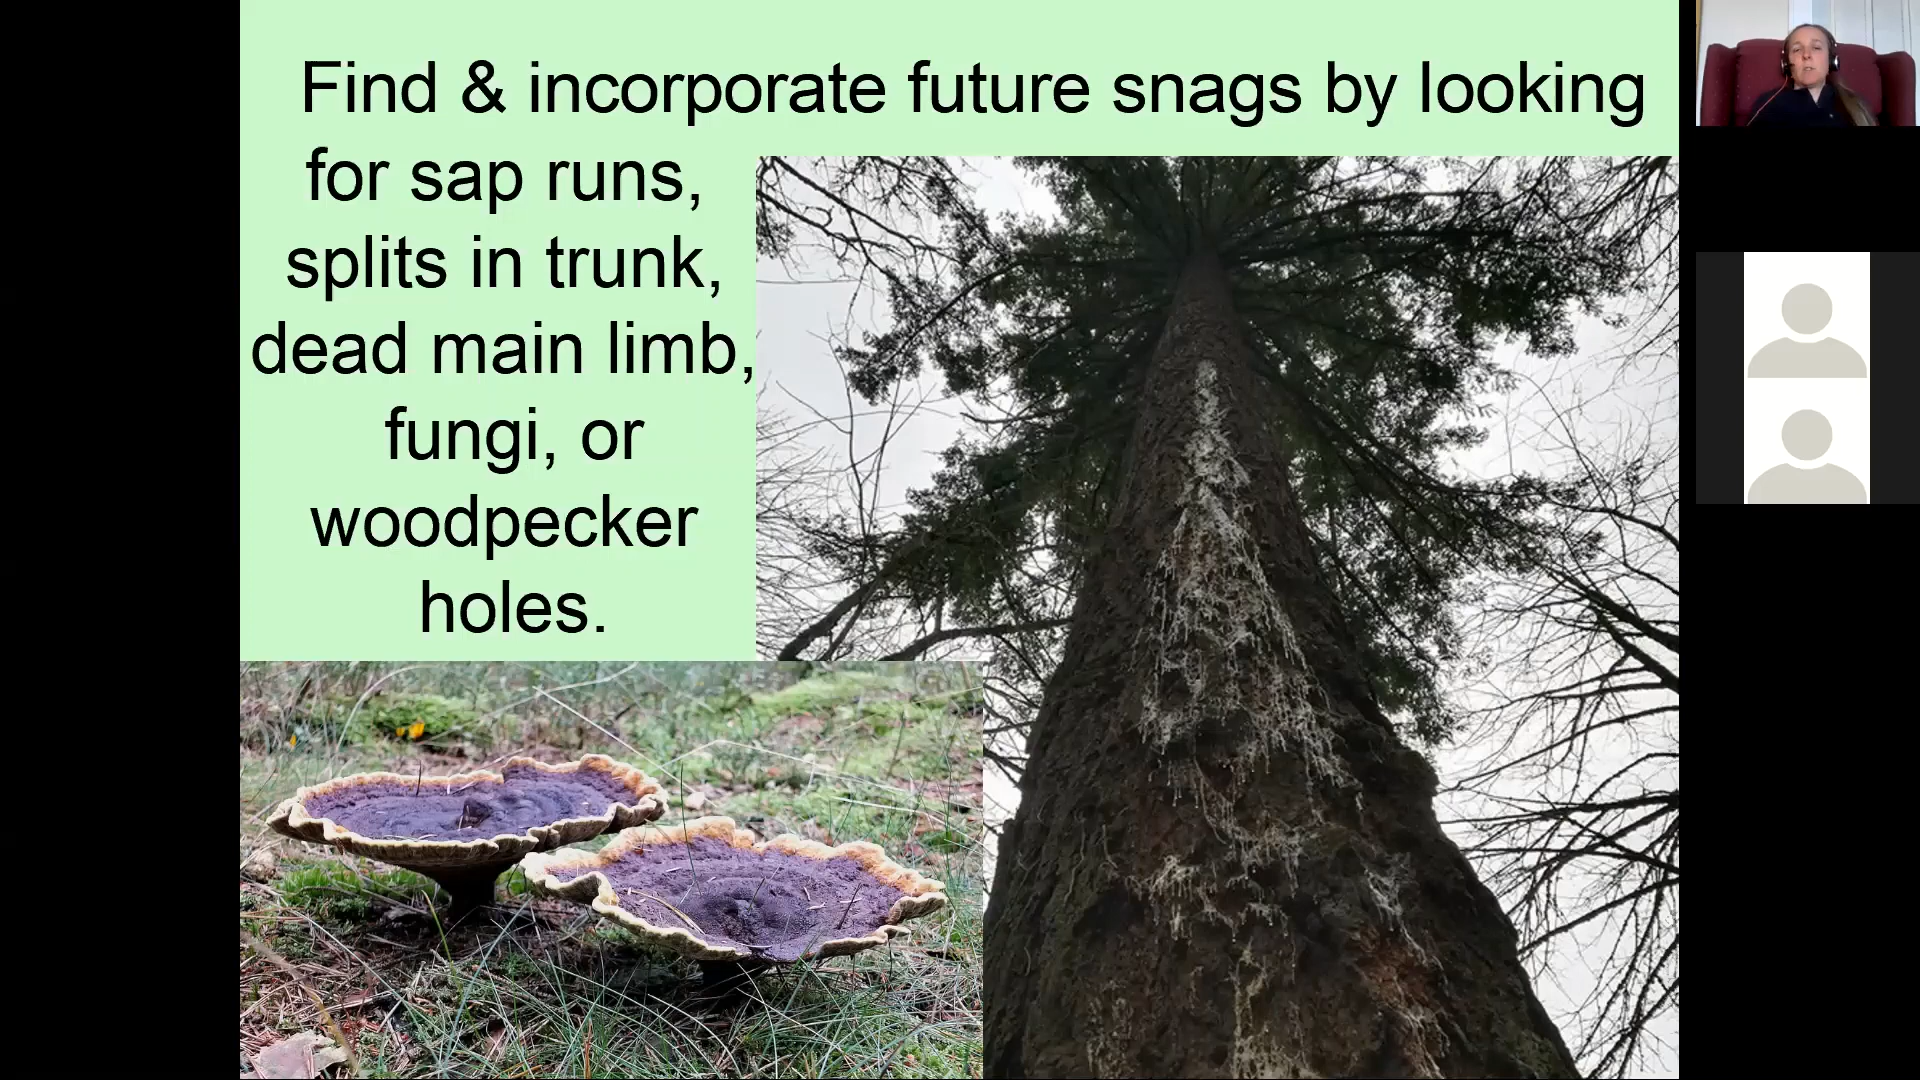 Find & incorporate future snags by looking
for sap runs,
splits in trunk,
dead main limb,
fungi, or
woodpecker
holes.